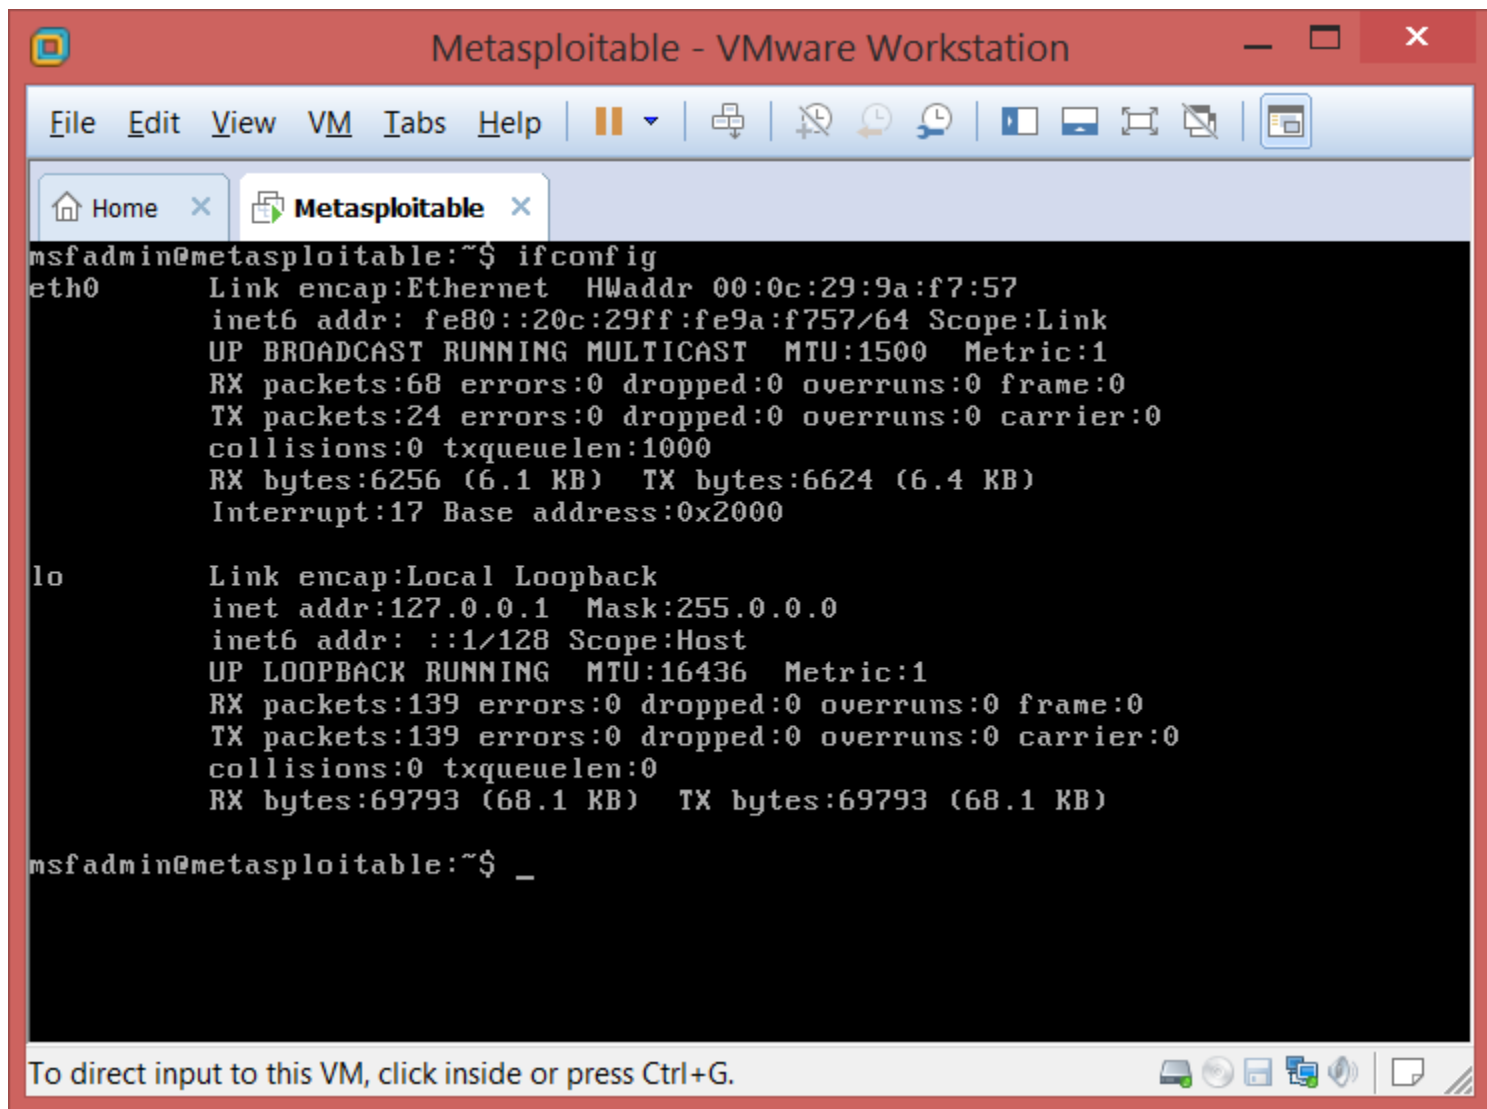 Metasploitable - VMware Workstation
File Edit View VM Tabs Help
Home Metasploitable
msfadmin@metasploitable:~$ ifconfig
eth0 Link encap:Ethernet HWaddr 00:0c:29:9a:f7:57
inet6 addr: fe80::20c:29ff:fe9a:f757/64 Scope:Link
UP BROADCAST RUNNING MULTICAST MTU:1500 Metric:1
RX packets:68 errors:0 dropped:0 overruns:0 frame:0
TX packets:24 errors:0 dropped:0 overruns:0 carrier:0
collisions:0 txqueuelen:1000
RX bytes:6256 (6.1 KB) TX bytes:6624 (6.4 KB)
Interrupt:17 Base address:0x2000
lo Link encap:Local Loopback
inet addr:127.0.0.1 Mask:255.0.0.0
inet6 addr: ::1/128 Scope:Host
UP LOOPBACK RUNNING MTU:16436 Metric:1
RX packets:139 errors:0 dropped:0 overruns:0 frame:0
TX packets:139 errors:0 dropped:0 overruns:0 carrier:0
collisions:0 txqueuelen:0
RX bytes:69793 (68.1 KB) TX bytes:69793 (68.1 KB)
msfadmin@metasploitable:~$ _
To direct input to this VM, click inside or press Ctrl+G.